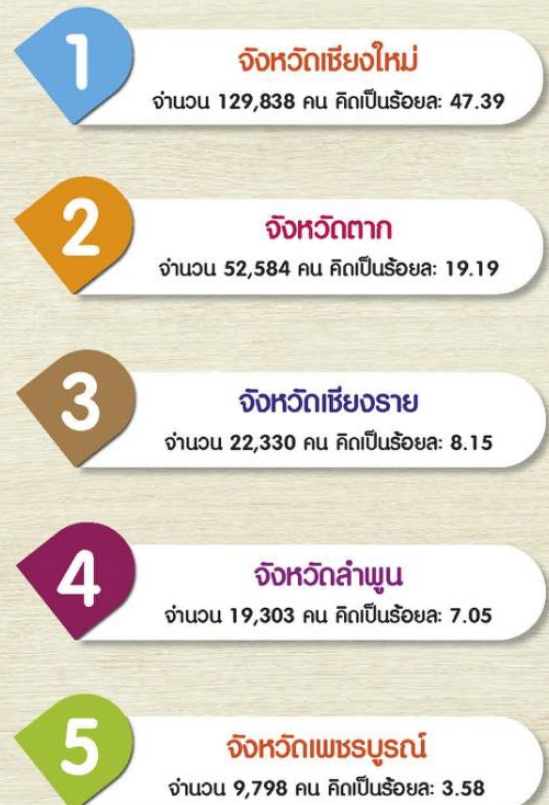 1
จังหวัดเชียงใหม่
จำนวน 129,838 คน คิดเป็นร้อยละ 47.39
2
จังหวัดตาก
จำนวน 52,584 คน คิดเป็นร้อยละ 19.19
3
จังหวัดเชียงราย
จำนวน 22,330 คน คิดเป็นร้อยละ 8.15
4
จังหวัดลำพูน
จำนวน 19,303 คน คิดเป็นร้อยละ 7.05
5
จังหวัดเพชรบูรณ์
จำนวน 9,798 คน คิดเป็นร้อยละ 3.58